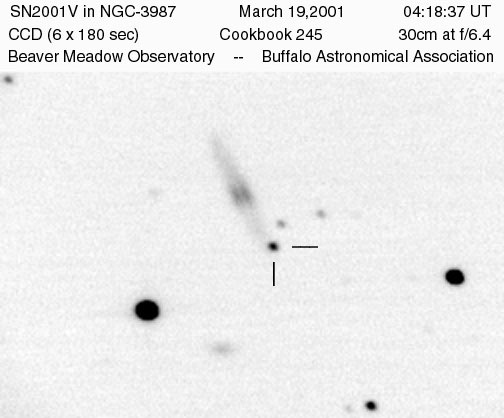 SN2001V in NGC-3987 March 19,2001 04:18:37 UT
CCD (6 x 180 sec) Cookbook 245 30cm at f/6.4
Beaver Meadow Observatory -- Buffalo Astronomical Association